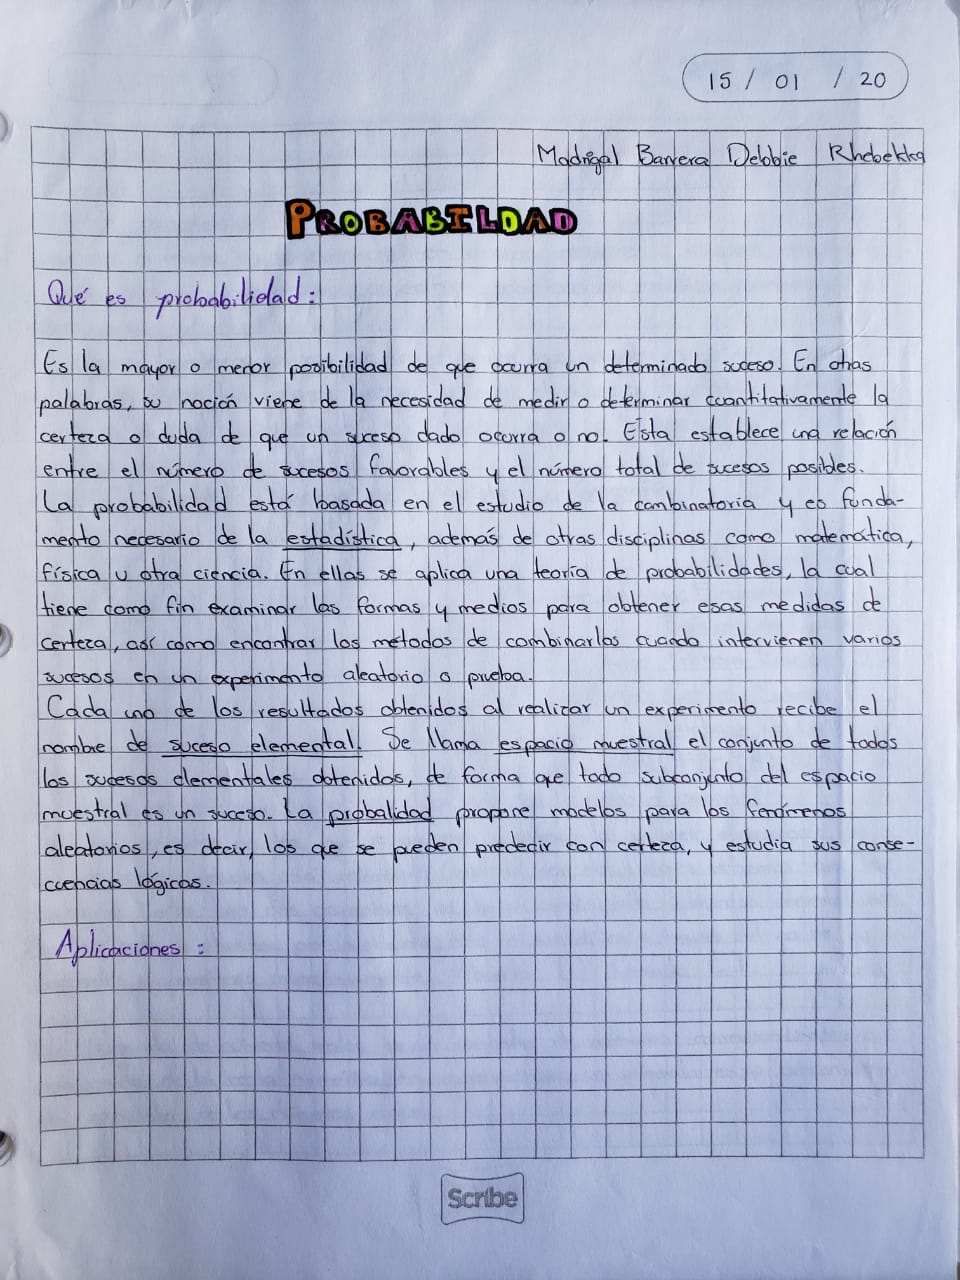 15 / 01 / 20
Madrigal Barrera Debbie Rhebekka
PROBABILDAD
Qué es probabilidad:
Es la mayor o menor posibilidad de que ocurra un determinado suceso. En otras
palabras, su noción viene de la necesidad de medir o determinar cuantitativamente la
certeza o duda de que un suceso dado ocurra o no. Esta establece una relación
entre el número de sucesos favorables y el número total de sucesos posibles.
La probabilidad está basada en el estudio de la combinatoria y es funda-
mento necesario de la estadística, además de otras disciplinas como matemática,
física u otra ciencia. En ellas se aplica una teoría de probabilidades, la cual
tiene como fin examinar las formas y medios para obtener esas medidas de
certeza, así como encontrar los métodos de combinarlos cuando intervienen varios
sucesos en un experimento aleatorio o prueba.
Cada uno de los resultados obtenidos al realizar un experimento recibe el
nombre de suceso elemental. Se llama espacio muestral el conjunto de todos
los sucesos elementales obtenidos, de forma que todo subconjunto del espacio
muestral es un suceso. La probalidad propone modelos para los fenómenos
aleatorios, es decir, los que se pueden predecir con certeza, y estudia sus conse-
cuencias lógicas.
Aplicaciones:
Scribe